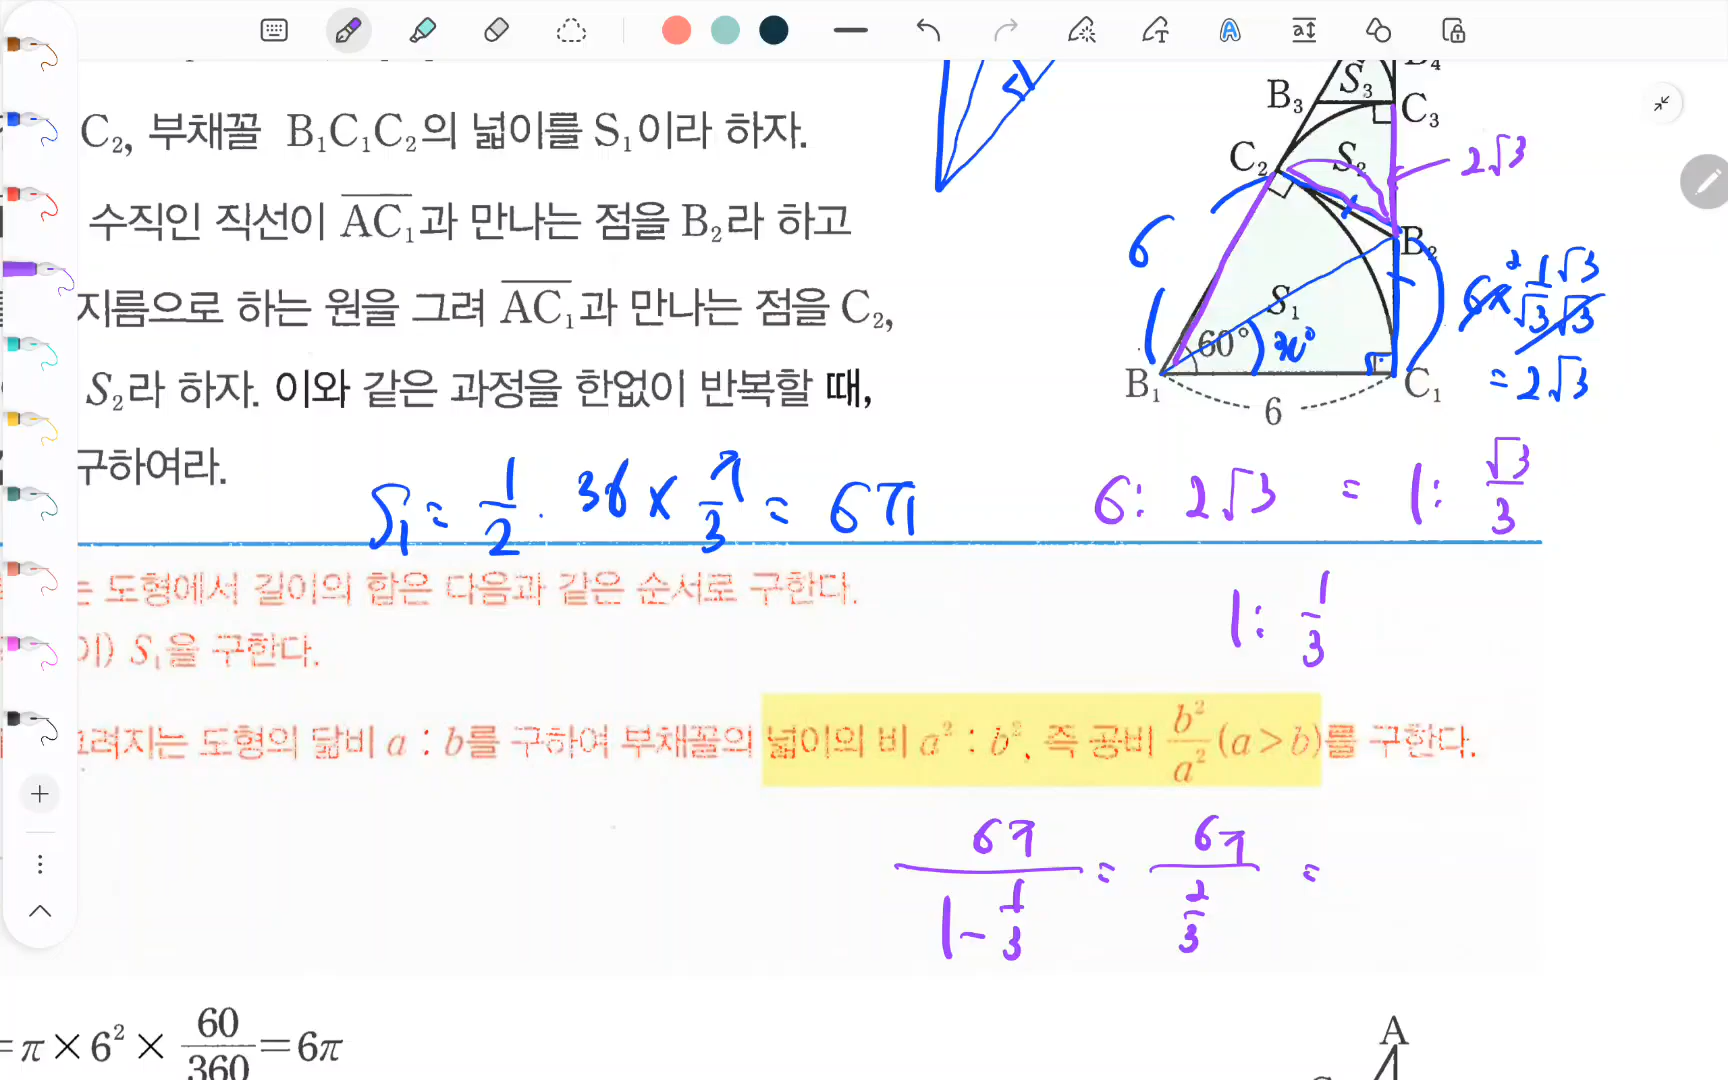 C₂, 부채꼴 B₁C₁C₂의 넓이를 S₁이라 하자.
수직인 직선이 AC₁과 만나는 점을 B₂라 하고
지름으로 하는 원을 그려 AC₁과 만나는 점을 C₂,
S₂라 하자. 이와 같은 과정을 한없이 반복할 때,
구하여라.
S₃
B₃
C₃
C₂
S₂
2√3
B₂
6
S₁
60°
30°
6×1/√3 √3/√3
2
=2√3
B₁
C₁
6
S₁ = 1/2 · 36 × π/3 = 6π
6 : 2√3 = 1 : √3/3
1 : 1/3
는 도형에서 길이의 합은 다음과 같은 순서로 구한다.
이) S₁을 구한다.
그려지는 도형의 닮비 a : b를 구하여 부채꼴의 넓이의 비 a² : b², 즉 공비 b²/a² (a > b)를 구한다.
6π/(1−1/3) = 6π/(2/3) =
=π×6²×60/360=6π
A